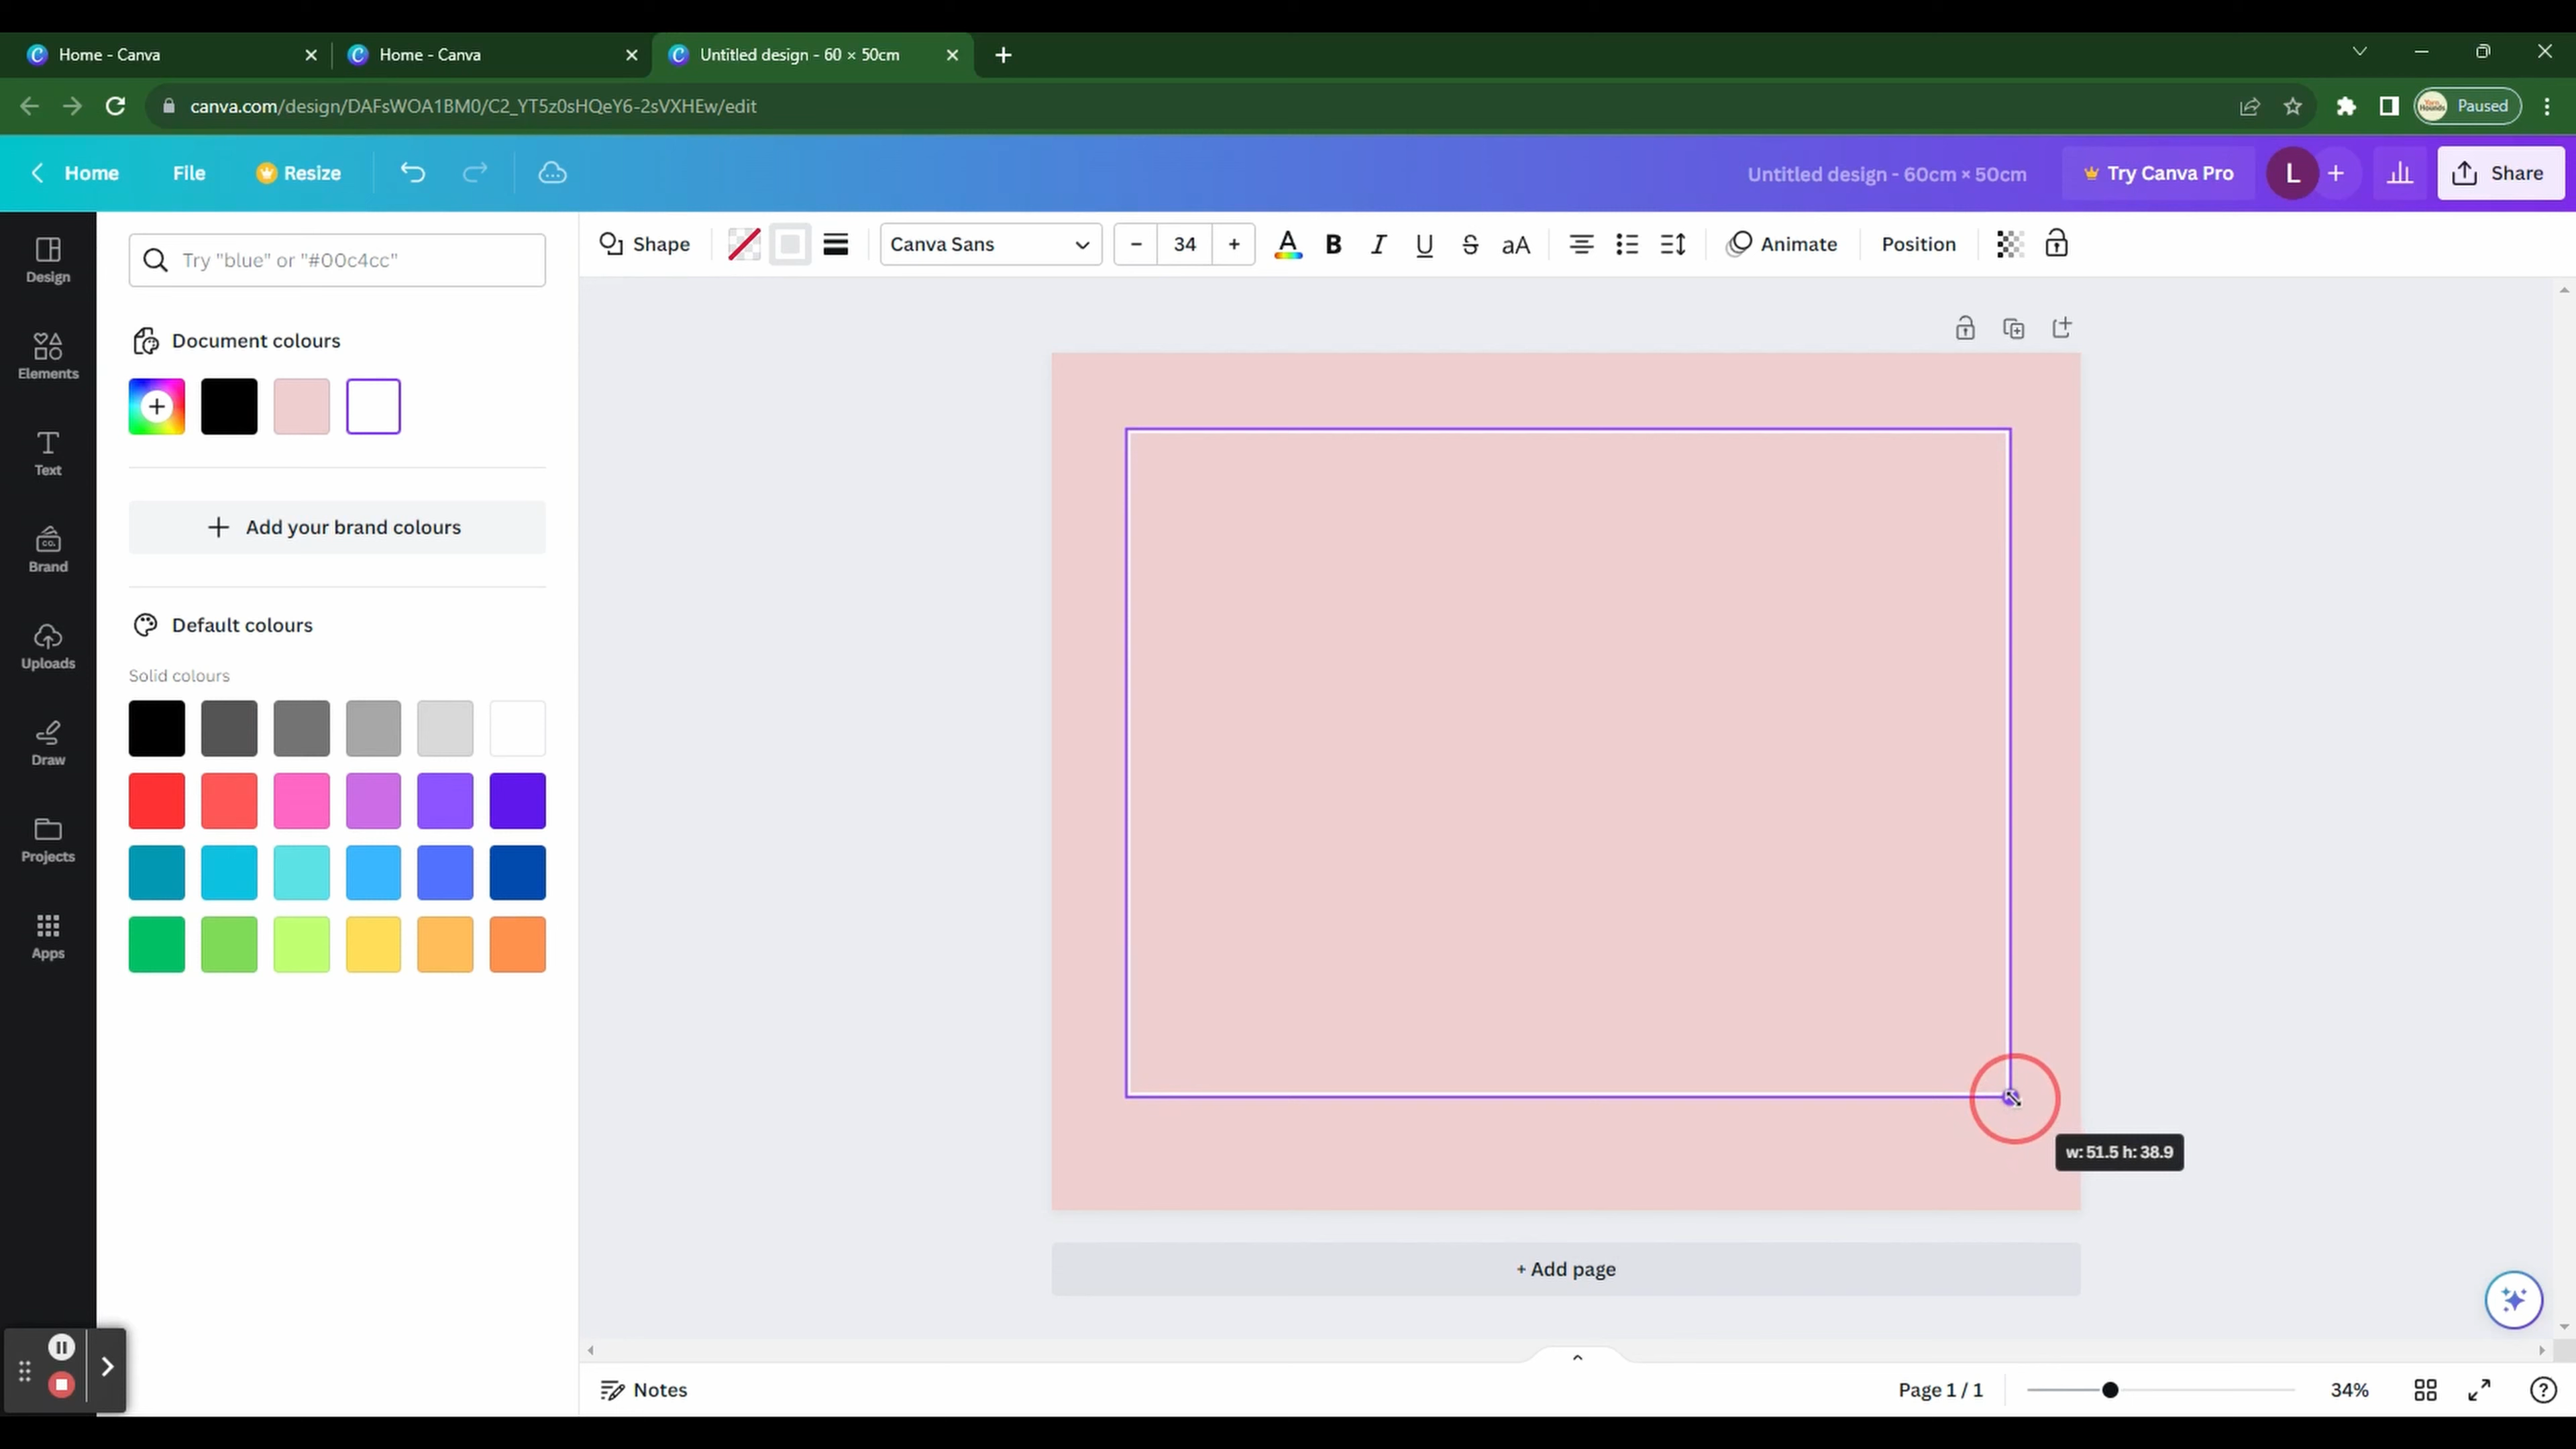 Home - Canva
Home - Canva
Untitled design - 60 × 50cm
canva.com/design/DAFsWOA1BM0/C2_YT5z0sHQeY6-2sVXHEw/edit
Paused
Home
File
Resize
Untitled design - 60cm × 50cm
Try Canva Pro
L
Share
Design
Elements
Text
CO.
Brand
Uploads
Draw
Projects
Apps
Try "blue" or "#00c4cc"
Document colours
Add your brand colours
Default colours
Solid colours
Shape
Canva Sans
34
A
B
I
U
S
aA
Animate
Position
w: 51.5 h: 38.9
+ Add page
Notes
Page 1 / 1
34%